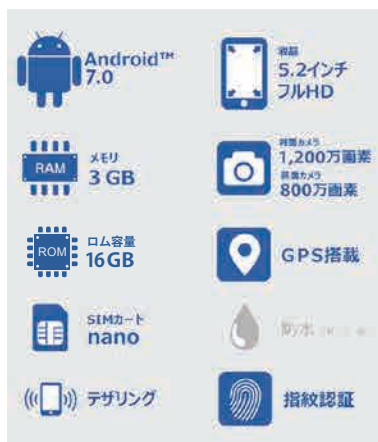 Android™
7.0
液晶
5.2インチ
フルHD
RAM
メモリ
3 GB
背面カメラ
1,200万画素
前面カメラ
800万画素
ROM
ロム容量
16GB
GPS搭載
SIMカード
nano
防水
テザリング
指紋認証